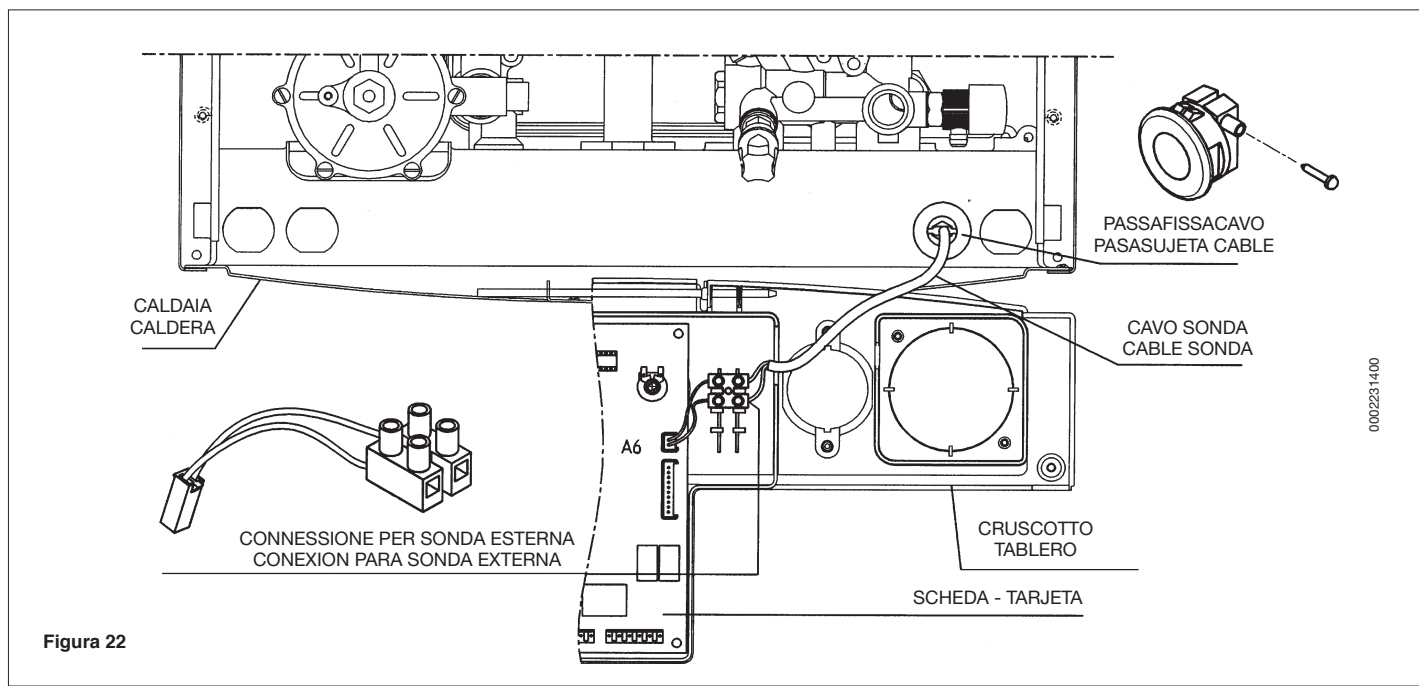 PASSAFISSACAVO
PASASUJETA CABLE
CALDAIA
CALDERA
CAVO SONDA
CABLE SONDA
0002231400
A6
CONNESSIONE PER SONDA ESTERNA
CONEXION PARA SONDA EXTERNA
CRUSCOTTO
TABLERO
SCHEDA - TARJETA
Figura 22